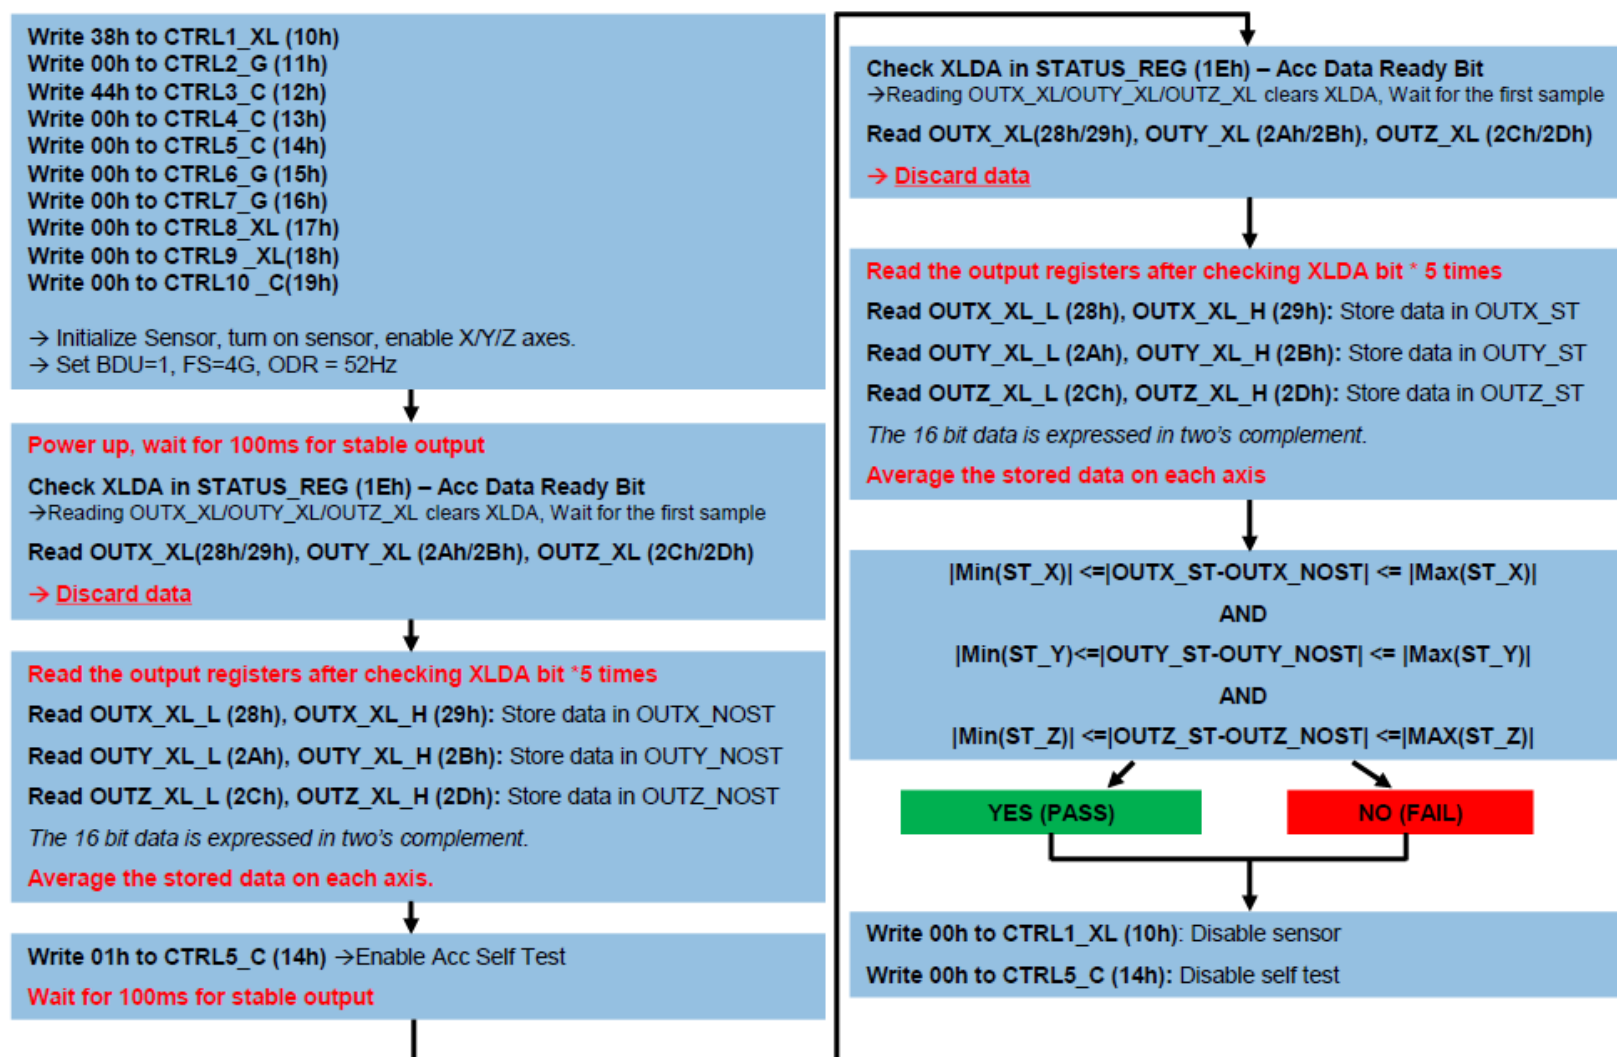 Write 38h to CTRL1_XL (10h)
Write 00h to CTRL2_G (11h)
Write 44h to CTRL3_C (12h)
Write 00h to CTRL4_C (13h)
Write 00h to CTRL5_C (14h)
Write 00h to CTRL6_G (15h)
Write 00h to CTRL7_G (16h)
Write 00h to CTRL8_XL (17h)
Write 00h to CTRL9 _XL(18h)
Write 00h to CTRL10 _C(19h)
→ Initialize Sensor, turn on sensor, enable X/Y/Z axes.
→ Set BDU=1, FS=4G, ODR = 52Hz
Power up, wait for 100ms for stable output
Check XLDA in STATUS_REG (1Eh) – Acc Data Ready Bit
→Reading OUTX_XL/OUTY_XL/OUTZ_XL clears XLDA, Wait for the first sample
Read OUTX_XL(28h/29h), OUTY_XL (2Ah/2Bh), OUTZ_XL (2Ch/2Dh)
→ Discard data
Read the output registers after checking XLDA bit *5 times
Read OUTX_XL_L (28h), OUTX_XL_H (29h): Store data in OUTX_NOST
Read OUTY_XL_L (2Ah), OUTY_XL_H (2Bh): Store data in OUTY_NOST
Read OUTZ_XL_L (2Ch), OUTZ_XL_H (2Dh): Store data in OUTZ_NOST
The 16 bit data is expressed in two's complement.
Average the stored data on each axis.
Write 01h to CTRL5_C (14h) →Enable Acc Self Test
Wait for 100ms for stable output
Check XLDA in STATUS_REG (1Eh) – Acc Data Ready Bit
→Reading OUTX_XL/OUTY_XL/OUTZ_XL clears XLDA, Wait for the first sample
Read OUTX_XL(28h/29h), OUTY_XL (2Ah/2Bh), OUTZ_XL (2Ch/2Dh)
→ Discard data
Read the output registers after checking XLDA bit * 5 times
Read OUTX_XL_L (28h), OUTX_XL_H (29h): Store data in OUTX_ST
Read OUTY_XL_L (2Ah), OUTY_XL_H (2Bh): Store data in OUTY_ST
Read OUTZ_XL_L (2Ch), OUTZ_XL_H (2Dh): Store data in OUTZ_ST
The 16 bit data is expressed in two's complement.
Average the stored data on each axis
|Min(ST_X)| <=|OUTX_ST-OUTX_NOST| <= |Max(ST_X)|
AND
|Min(ST_Y)<=|OUTY_ST-OUTY_NOST| <= |Max(ST_Y)|
AND
|Min(ST_Z)| <=|OUTZ_ST-OUTZ_NOST| <=|MAX(ST_Z)|
YES (PASS)
NO (FAIL)
Write 00h to CTRL1_XL (10h): Disable sensor
Write 00h to CTRL5_C (14h): Disable self test